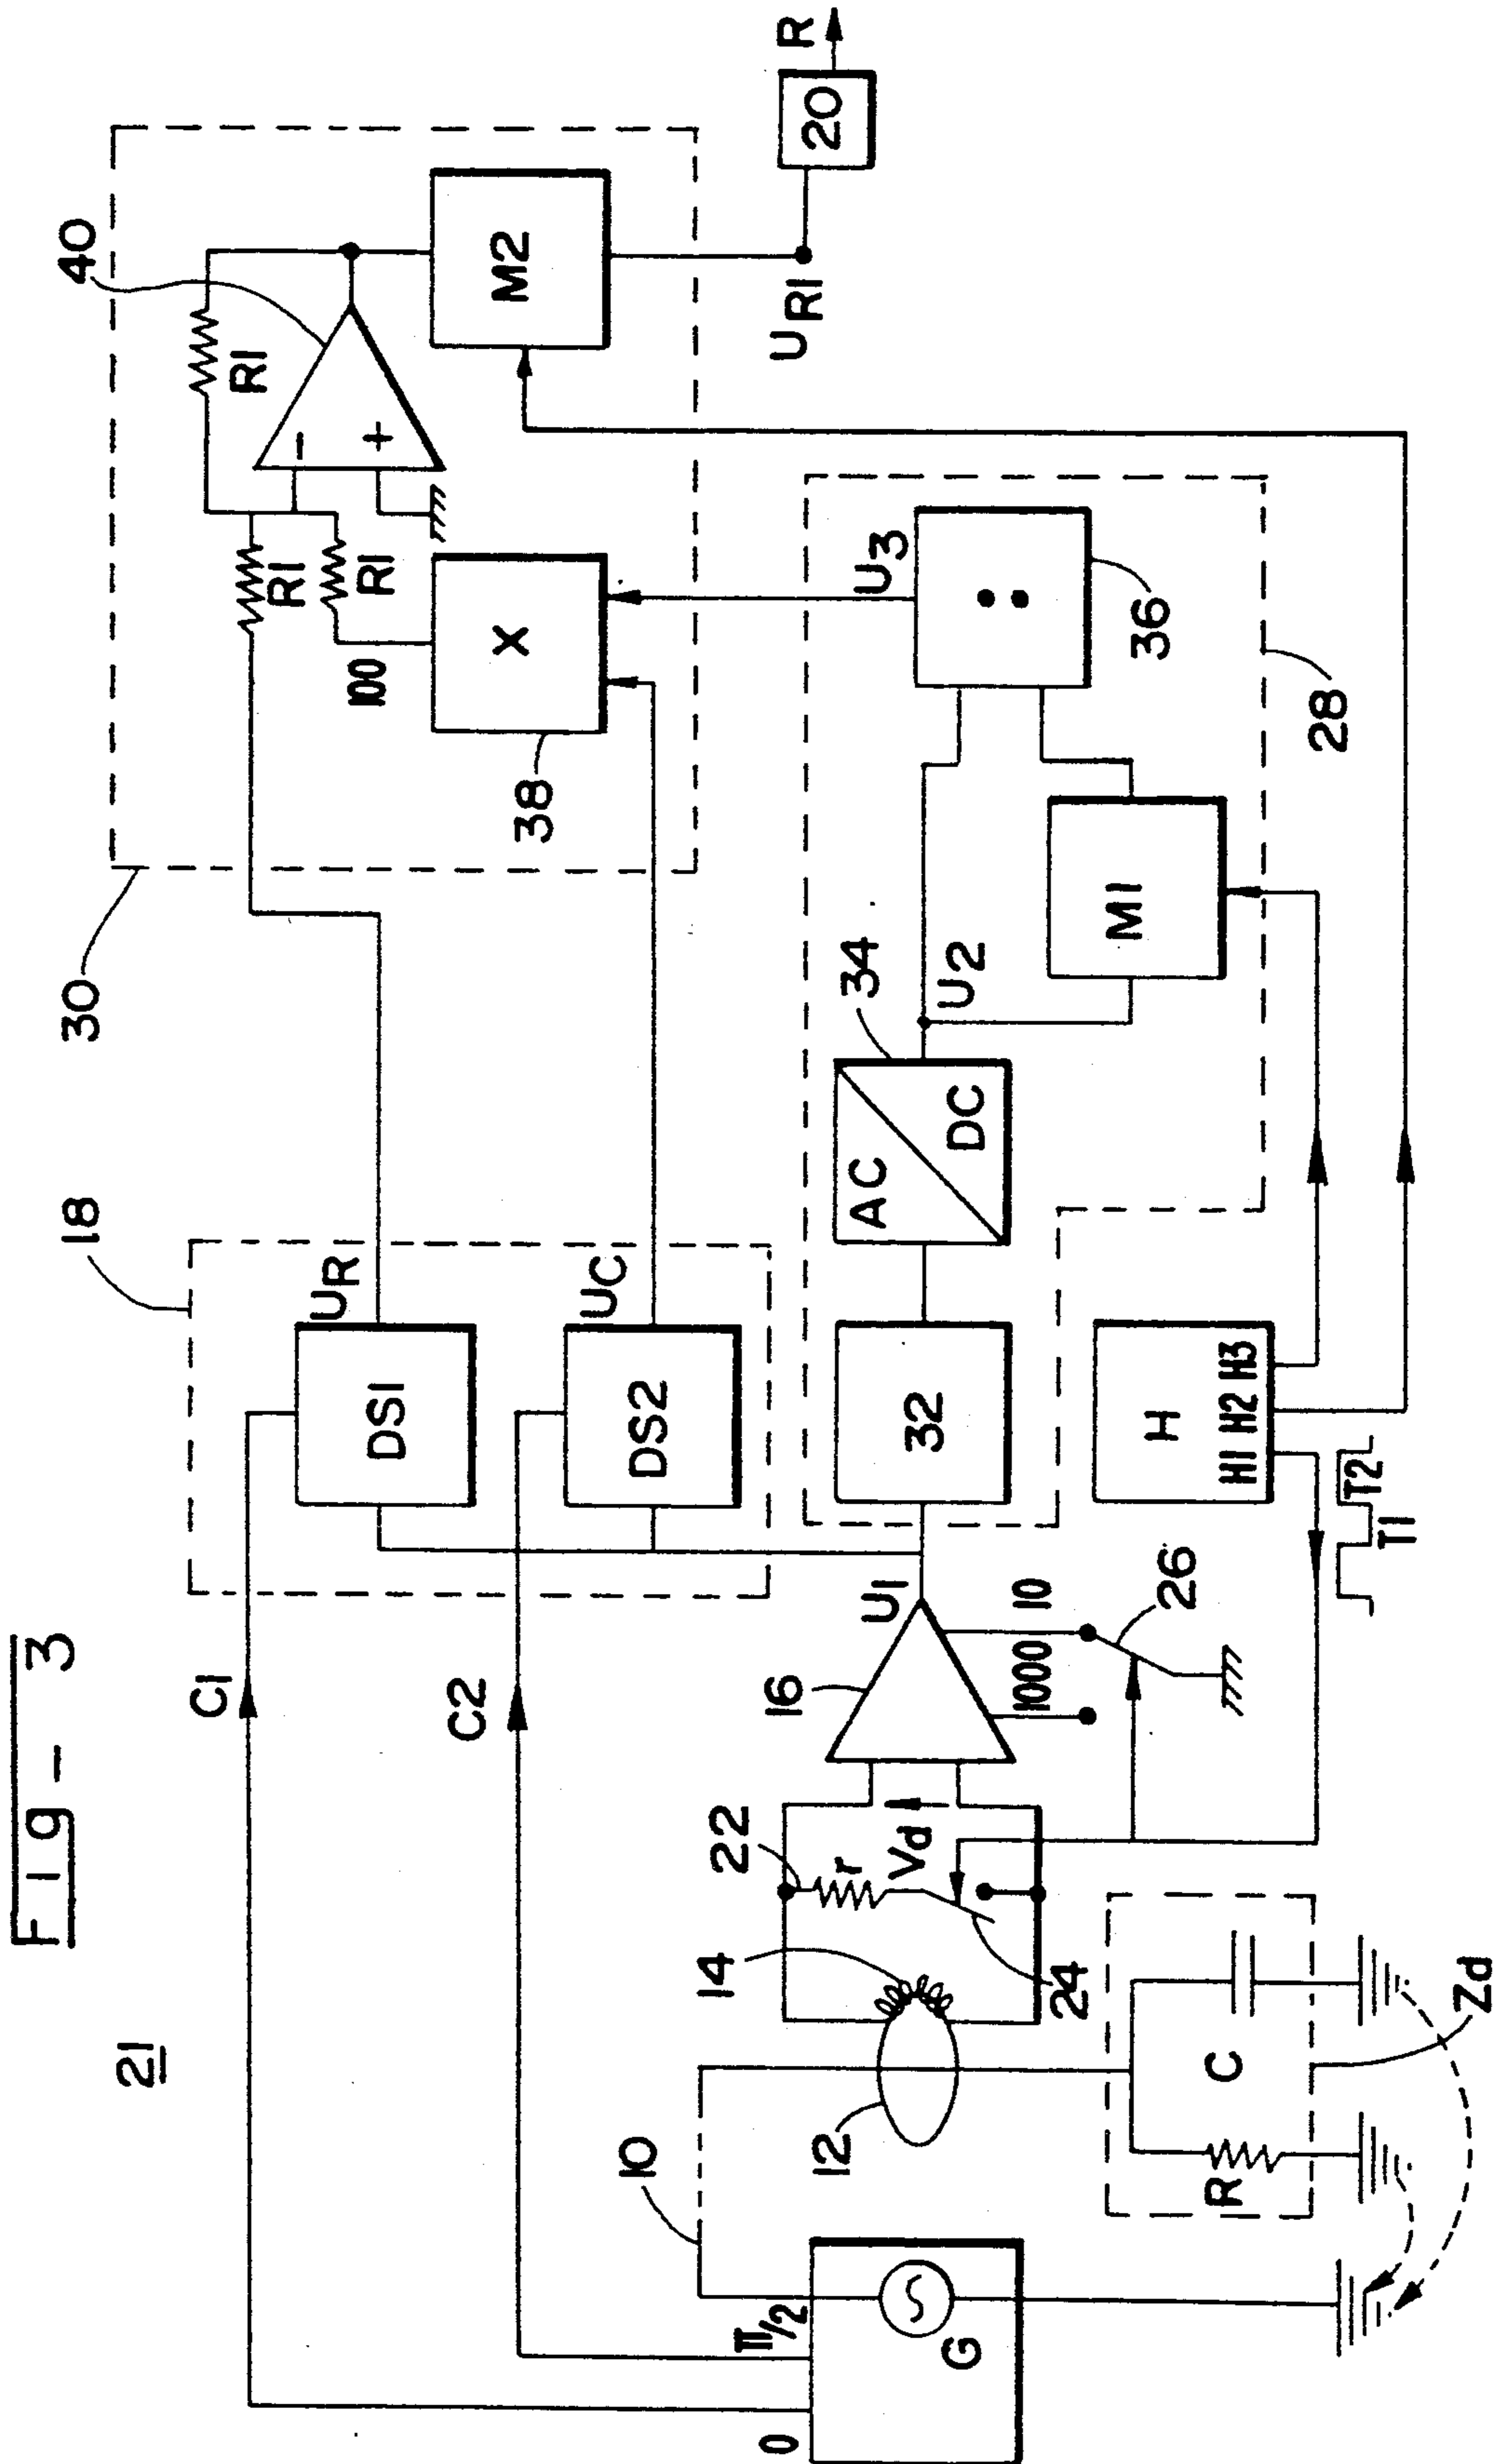 Fig- 3
21
C1
C2
0
π/2
G
10
12
14
R
C
Zd
22
r
Vd
24
16
U1
1000
10
26
18
DS1
UR
DS2
UC
32
AC
DC
34
U2
M1
36
U3
28
H
H1 H2 H3
T1
T2
30
38
X
100
R1
R1
R1
40
-
+
M2
UR1
20
R